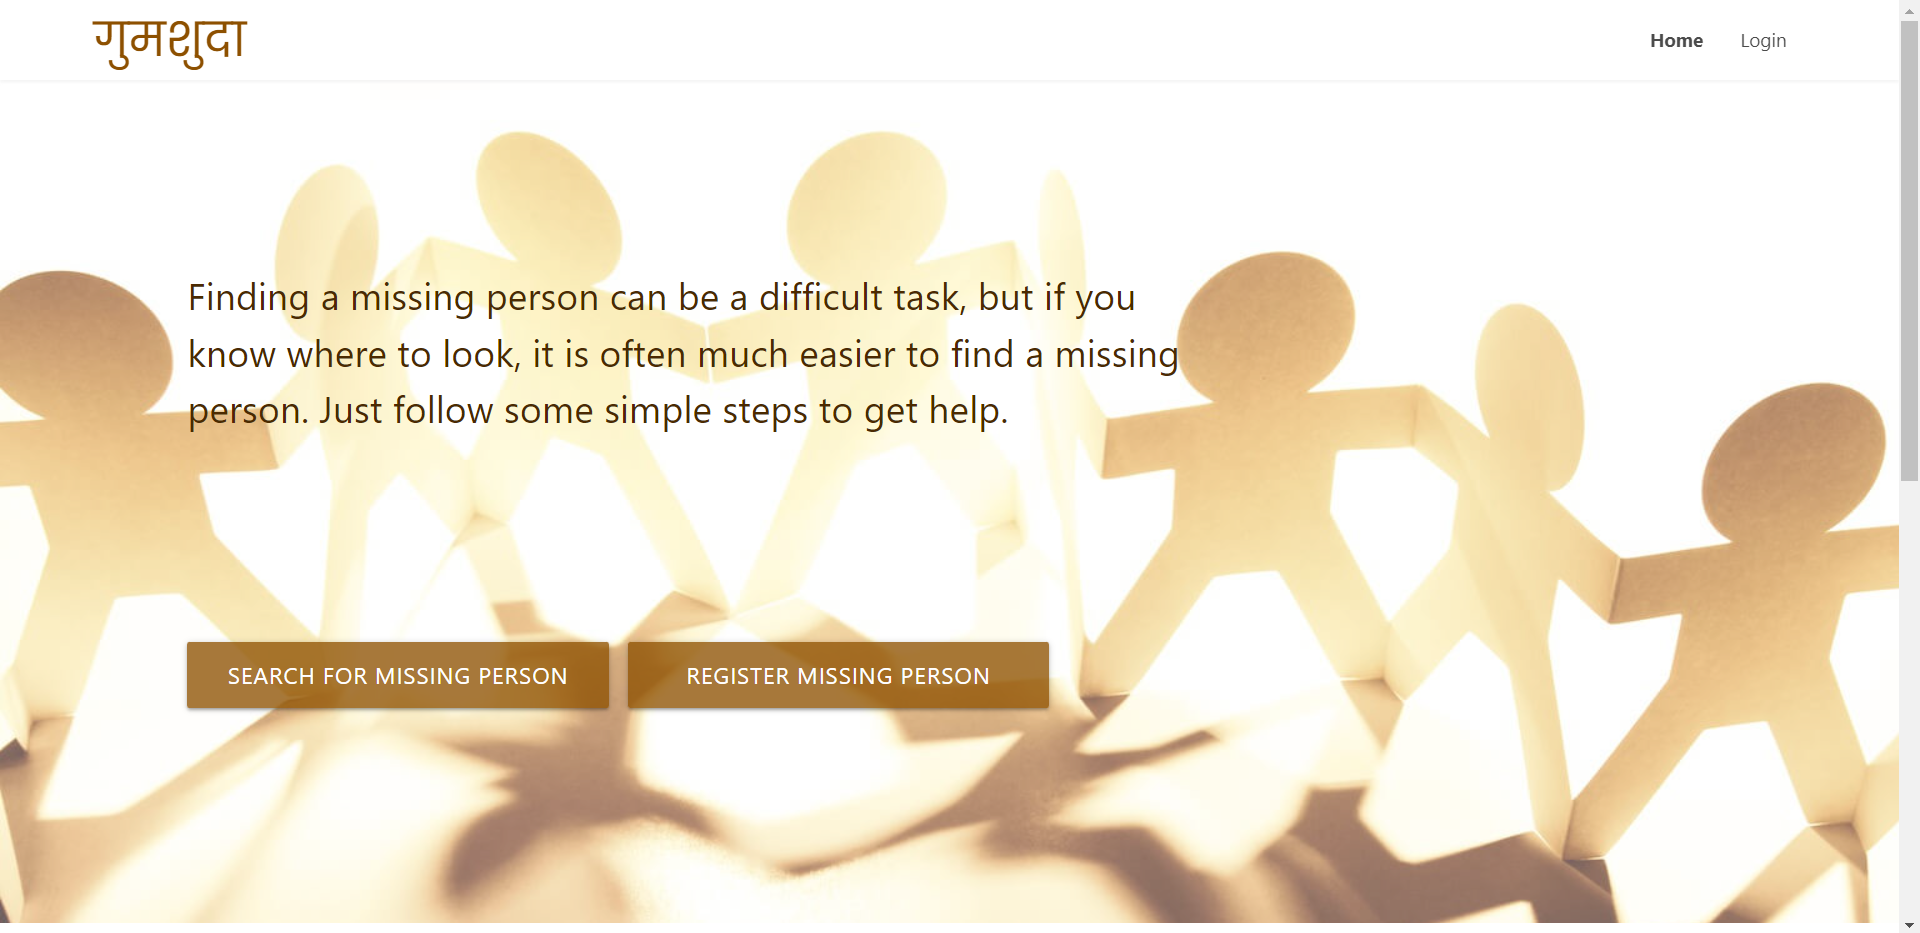 गुमशुदा
Home
Login
Finding a missing person can be a difficult task, but if you
know where to look, it is often much easier to find a missing
person. Just follow some simple steps to get help.
SEARCH FOR MISSING PERSON
REGISTER MISSING PERSON